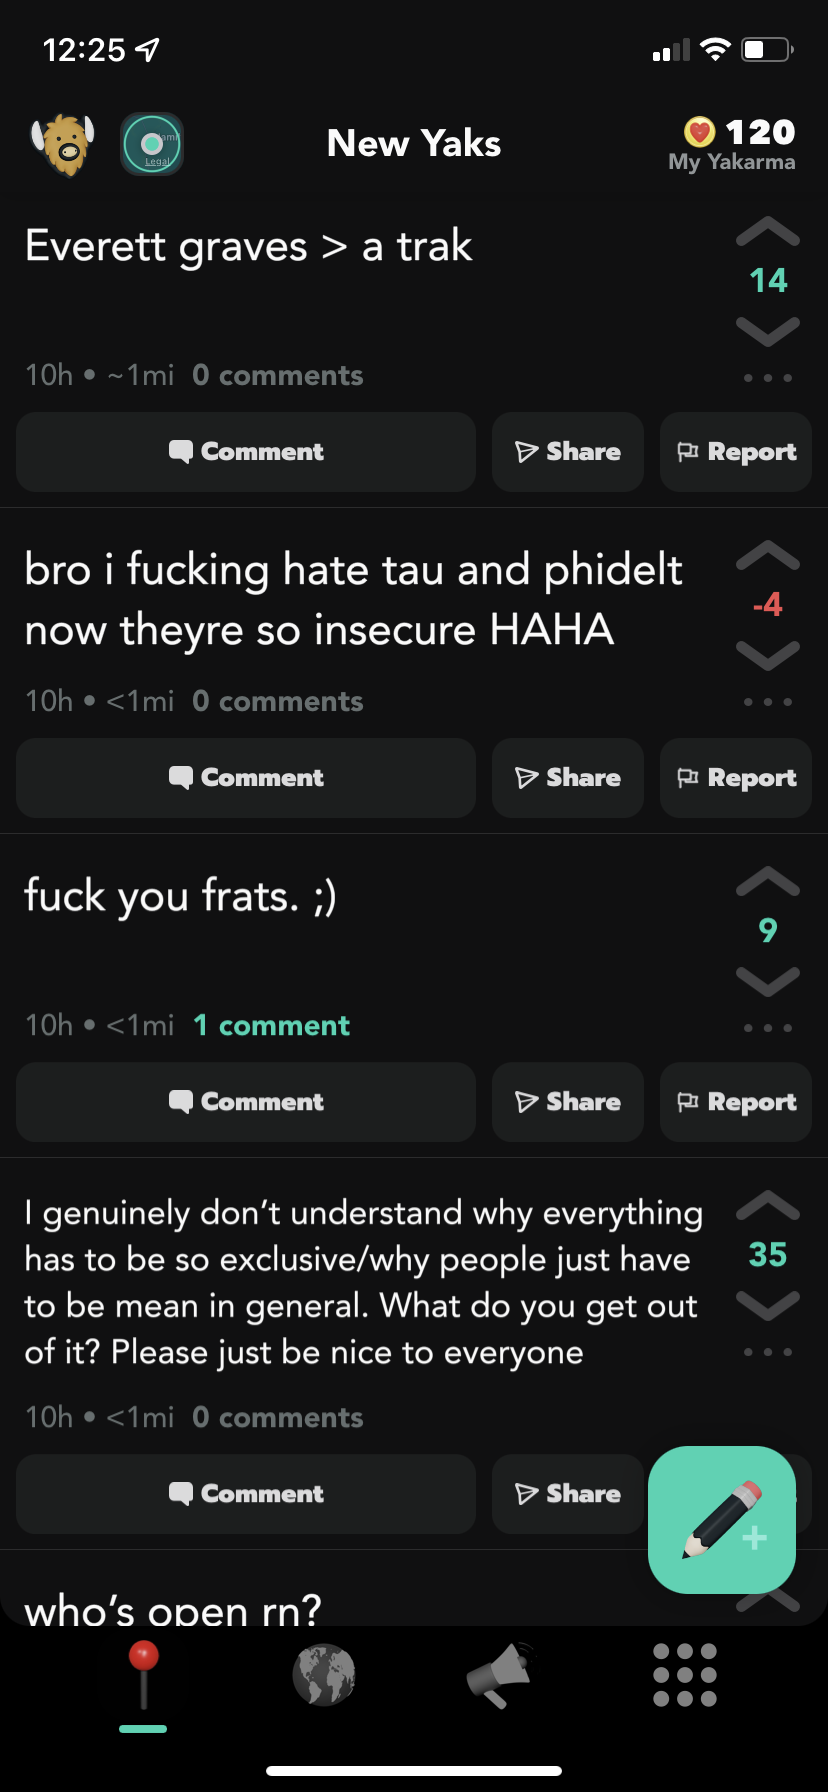 12:25
New Yaks
120
My Yakarma
Legal
Everett graves > a trak
14
10h • ~1mi 0 comments
Comment
Share
Report
bro i fucking hate tau and phidelt
now theyre so insecure HAHA
-4
10h • <1mi 0 comments
Comment
Share
Report
fuck you frats. ;)
9
10h • <1mi 1 comment
Comment
Share
Report
I genuinely don’t understand why everything
has to be so exclusive/why people just have
to be mean in general. What do you get out
of it? Please just be nice to everyone
35
10h • <1mi 0 comments
Comment
Share
who’s open rn?